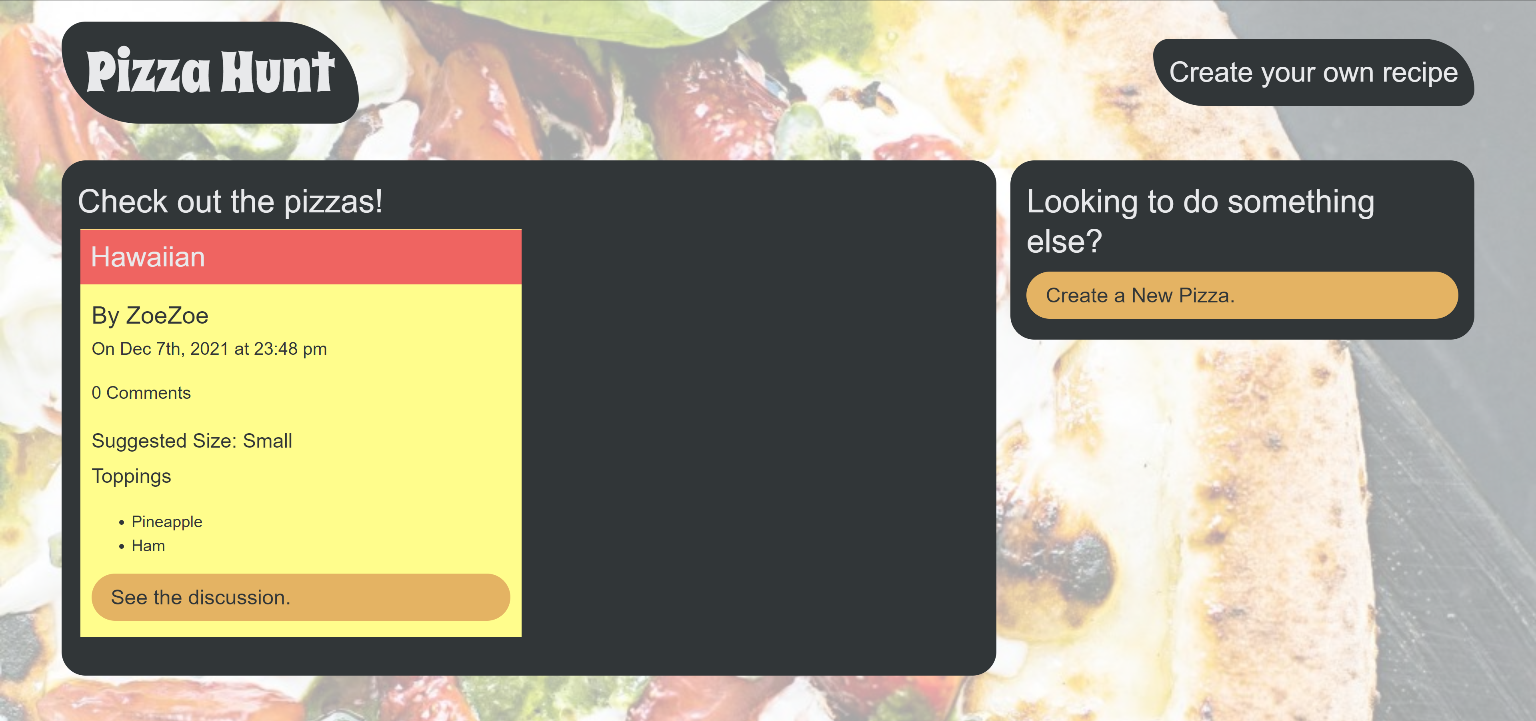 Pizza Hunt
Create your own recipe
Check out the pizzas!
Hawaiian
By ZoeZoe
On Dec 7th, 2021 at 23:48 pm
0 Comments
Suggested Size: Small
Toppings
Pineapple
Ham
See the discussion.
Looking to do something
else?
Create a New Pizza.